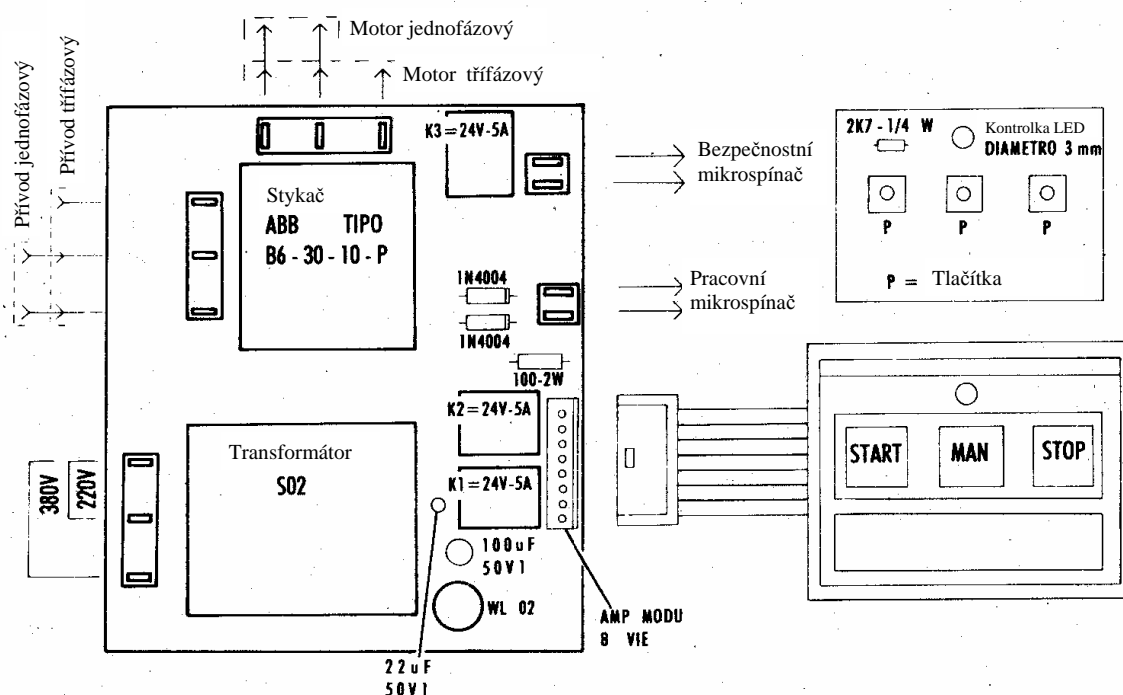 Motor jednofázový
Motor třífázový
Přívod jednofázový
Přívod třífázový
K3=24V-5A
Bezpečnostní
mikrospínač
2K7-1/4 W
Kontrolka LED
DIAMETRO 3 mm
P P P
P = Tlačítka
Stykač
ABB TIPO
B6-30-10-P
1N4004
1N4004
Pracovní
mikrospínač
100-2W
K2=24V-5A
Transformátor
S02
K1=24V-5A
380V
220V
START MAN STOP
100uF
50V1
WL 02
AMP MODU
8 VIE
22uF
50V1